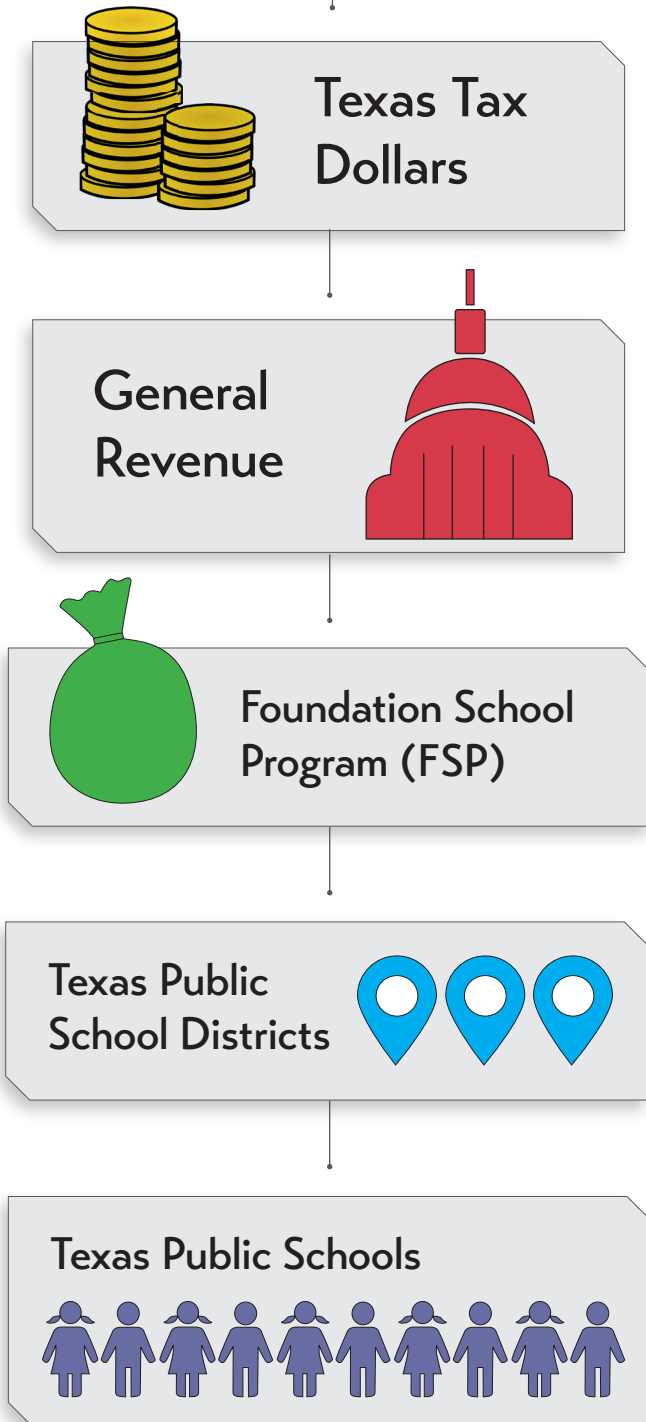 Texas Tax
Dollars
General
Revenue
Foundation School
Program (FSP)
Texas Public
School Districts
Texas Public Schools